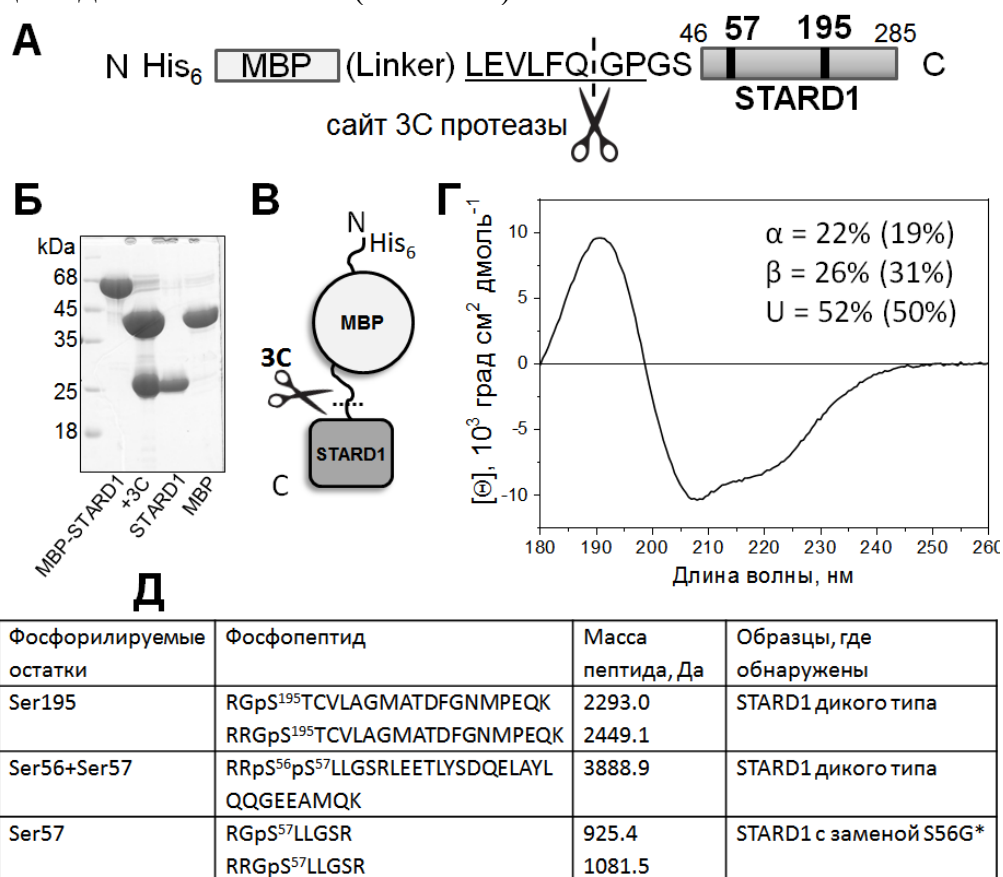 А
N His6 MBP (Linker) LEVLFQ GPGS 46 57 195 285 C
STARD1
сайт 3С протеазы
Б
kDa
68
45
35
25
18
MBP-STARD1
+3C
STARD1
MBP
В
N
His6
MBP
3C
STARD1
C
Г
[Θ], 10³ град см² дмоль⁻¹
10
5
0
-5
-10
α = 22% (19%)
β = 26% (31%)
U = 52% (50%)
180 190 200 210 220 230 240 250 260
Длина волны, нм
Д
Фосфорилируемые остатки Фосфопептид Масса пептида, Да Образцы, где обнаружены
Ser195 RGpS¹⁹⁵TCVLAGMATDFGNMPEQK 2293.0 STARD1 дикого типа
RRGpS¹⁹⁵TCVLAGMATDFGNMPEQK 2449.1
Ser56+Ser57 RRpS⁵⁶pS⁵⁷LLGSRLEETLYSDQELAYL 3888.9 STARD1 дикого типа
QQGEEAMQK
Ser57 RGpS⁵⁷LLGSR 925.4 STARD1 с заменой S56G*
RRGpS⁵⁷LLGSR 1081.5